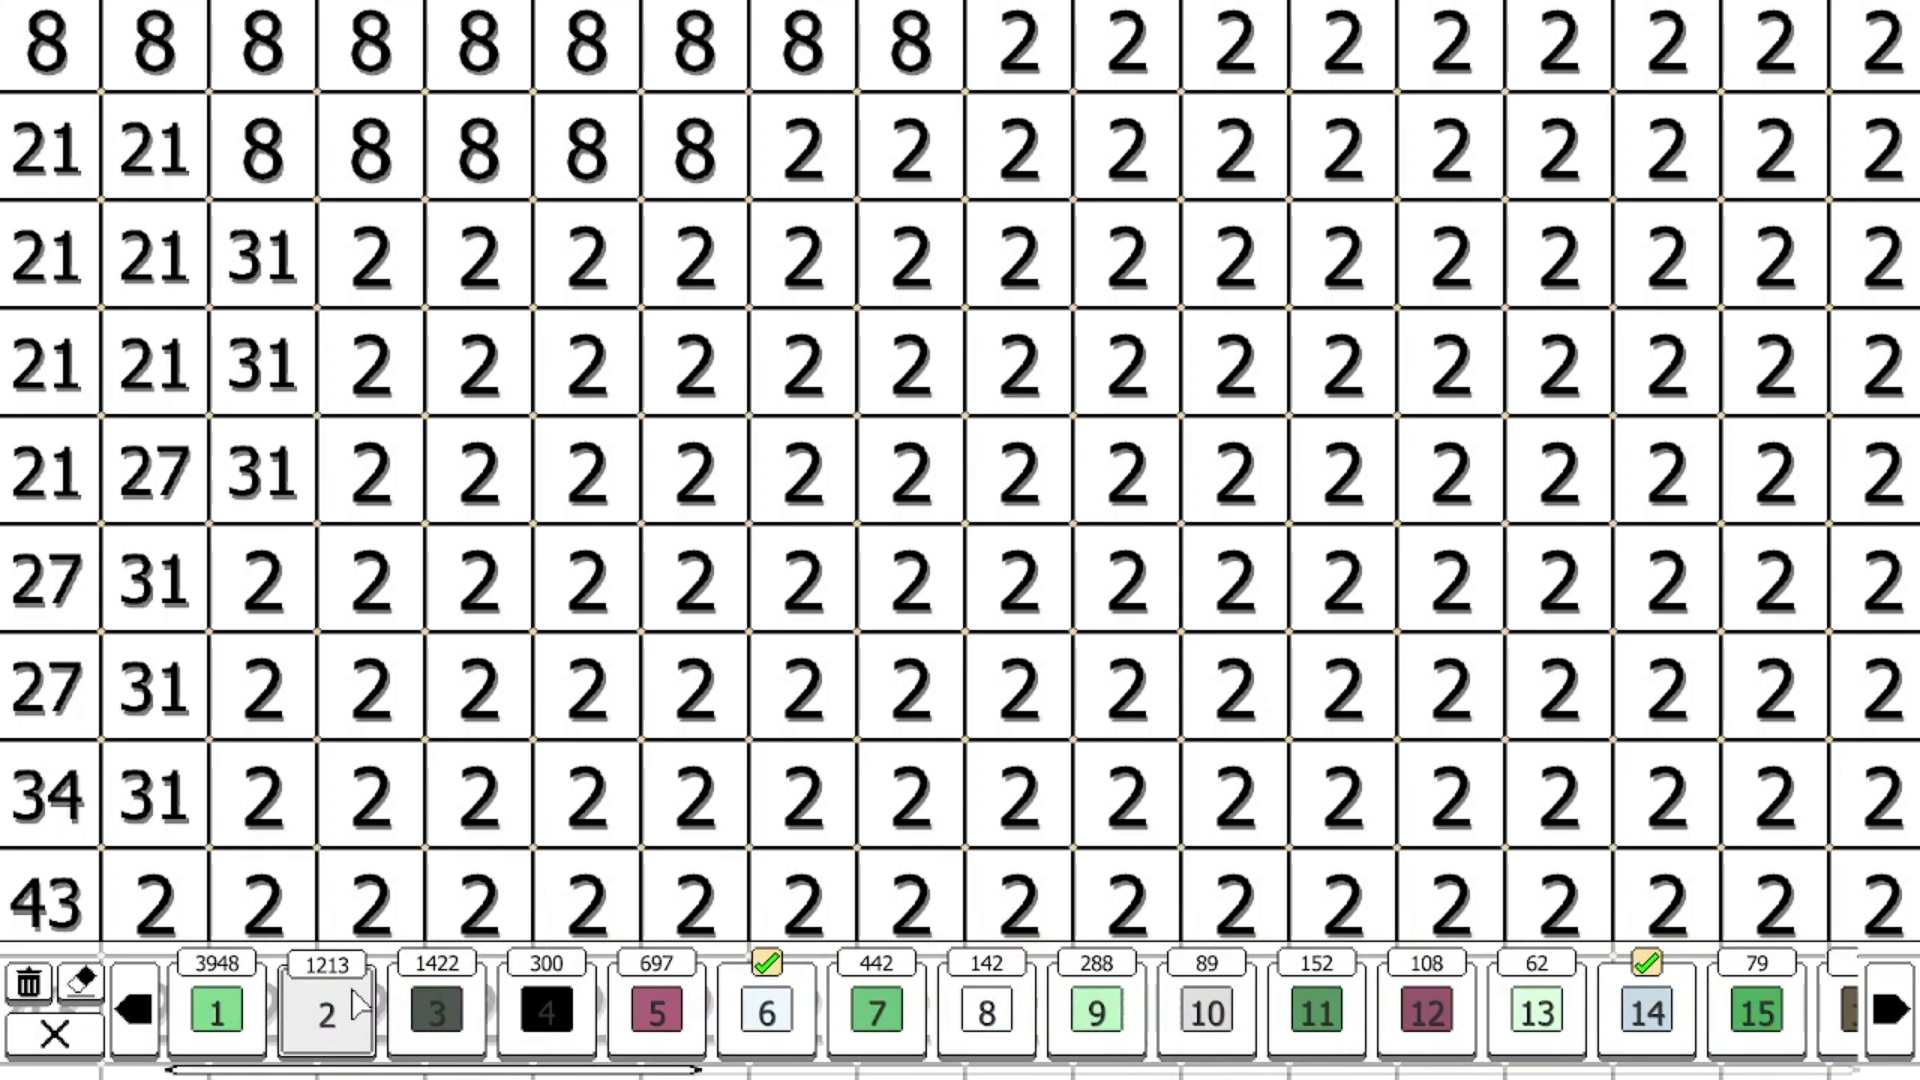 8 8 8 8 8 8 8 8 8 2 2 2 2 2 2 2 2 2
21 21 8 8 8 8 8 2 2 2 2 2 2 2 2 2 2 2
21 21 31 2 2 2 2 2 2 2 2 2 2 2 2 2 2 2
21 21 31 2 2 2 2 2 2 2 2 2 2 2 2 2 2 2
21 27 31 2 2 2 2 2 2 2 2 2 2 2 2 2 2 2
27 31 2 2 2 2 2 2 2 2 2 2 2 2 2 2 2 2
27 31 2 2 2 2 2 2 2 2 2 2 2 2 2 2 2 2
34 31 2 2 2 2 2 2 2 2 2 2 2 2 2 2 2 2
43 2 2 2 2 2 2 2 2 2 2 2 2 2 2 2 2 2
3948 1213 1422 300 697 442 142 288 89 152 108 62 79
1 2 3 4 5 6 7 8 9 10 11 12 13 14 15